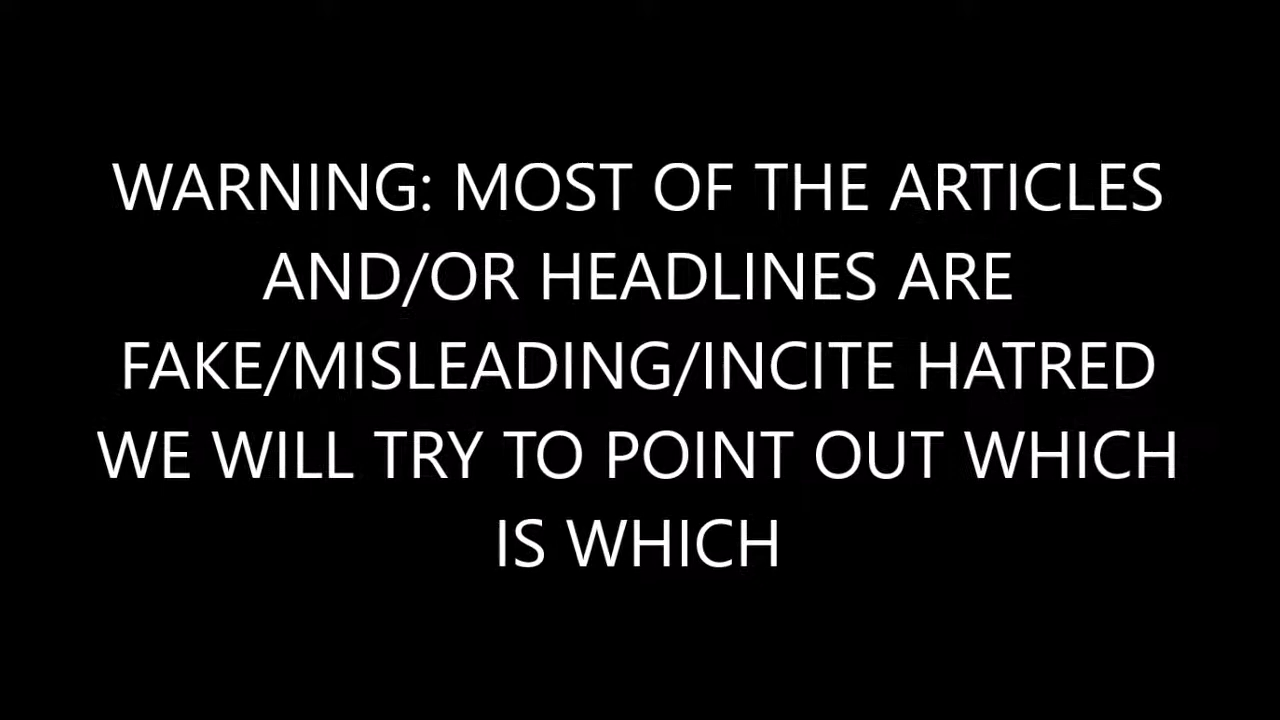 WARNING: MOST OF THE ARTICLES
AND/OR HEADLINES ARE
FAKE/MISLEADING/INCITE HATRED
WE WILL TRY TO POINT OUT WHICH
IS WHICH